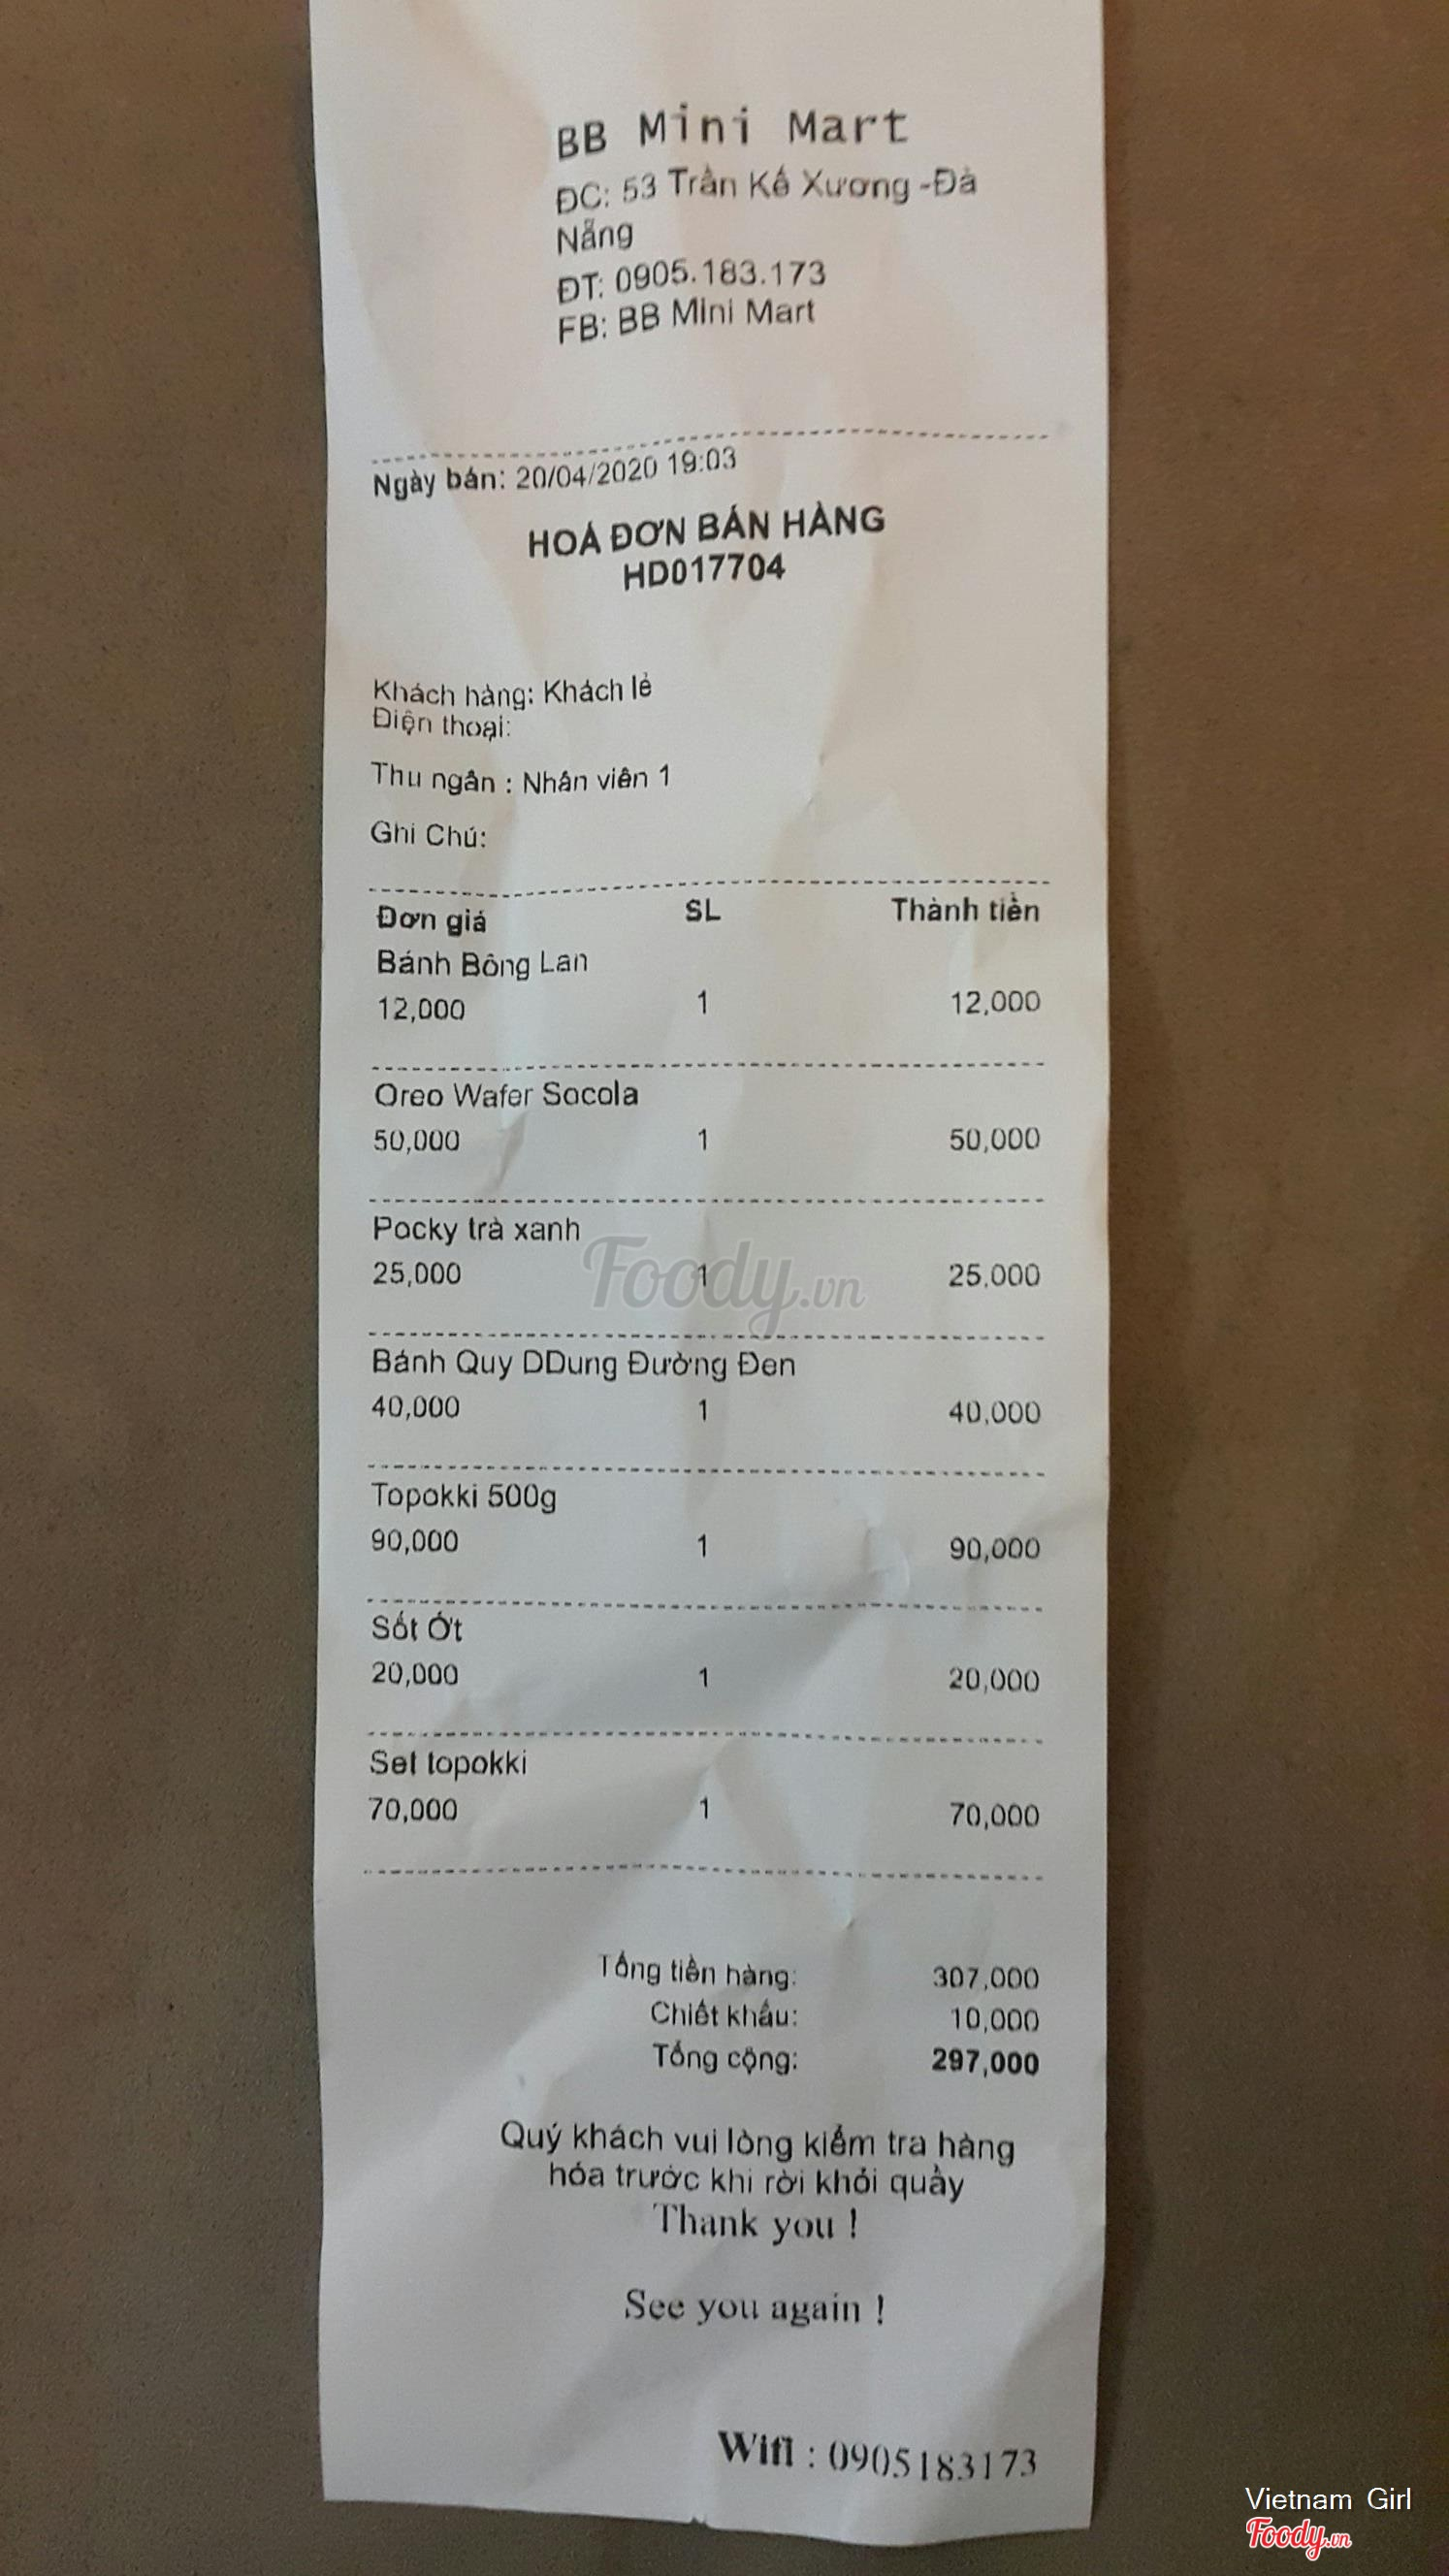 BB Mini Mart
ĐC: 53 Trần Kế Xương -Đà
Nẵng
ĐT: 0905.183.173
FB: BB Mini Mart
Ngày bán: 20/04/2020 19:03
HOÁ ĐƠN BÁN HÀNG
HD017704
Khách hàng: Khách lẻ
Điện thoại:
Thu ngân : Nhân viên 1
Ghi Chú:
Đơn giá SL Thành tiền
Bánh Bông Lan
12,000 1 12,000
Oreo Wafer Socola
50,000 1 50,000
Pocky trà xanh
25,000 1 25,000
Foody.vn
Bánh Quy DDung Đường Đen
40,000 1 40,000
Topokki 500g
90,000 1 90,000
Sốt Ớt
20,000 1 20,000
Set topokki
70,000 1 70,000
Tổng tiền hàng: 307,000
Chiết khấu: 10,000
Tổng cộng: 297,000
Quý khách vui lòng kiểm tra hàng
hóa trước khi rời khỏi quầy
Thank you !
See you again !
Wifi : 0905183173
Vietnam Girl
Foody.vn